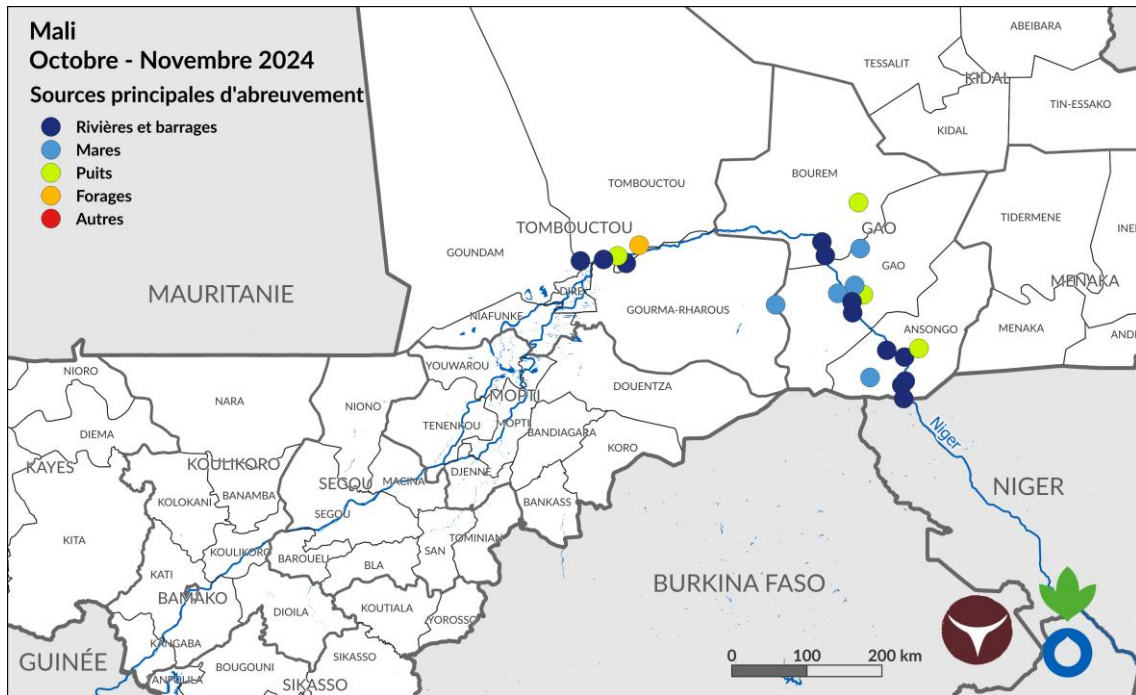 Mali
Octobre - Novembre 2024
Sources principales d'abreuvement
Rivières et barrages
Mares
Puits
Forages
Autres
ABEIBARA
TESSALIT
KIDAL
TIN-ESSAKO
KIDAL
TOMBOUCTOU
BOUREM
TIDERMENE
TOMBOUCTOU
GAO
GOUNDAM
GAO
MENAKA
MAURITANIE
DIRE
NIAFUNKE
GOURMA-RHAROUS
MENAKA
ANSONGO
NIORO
YOUWAROU
DOUENTZA
NARA
NIONO
MOPTI
TENENKOU
MOPTI
BANDIAGARA
DIEMA
KORO
Niger
KAYES
KOULIKORO
SEGOU
MACINA
DJENNE
NIGER
KOLOKANI
BANAMBA
BANKASS
SEGOU
KITA
KOULIKORO
BAROUELI
SAN
TOMINIAN
BLA
KATI
BURKINA FASO
BAMAKO
DIOILA
KOUTIALA
YOROSSO
KANGABA
GUINÉE
BOUGOUNI
SIKASSO
SIKASSO
0 100 200 km